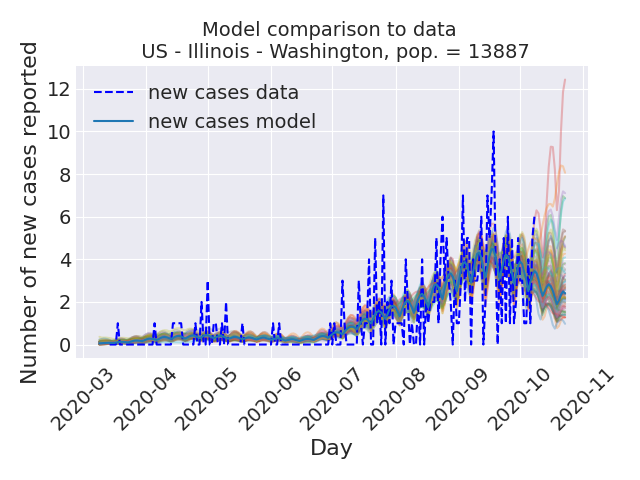 Model comparison to data
US - Illinois - Washington, pop. = 13887
Number of new cases reported
12
10
8
6
4
2
0
new cases data
new cases model
2020-03
2020-04
2020-05
2020-06
2020-07
2020-08
2020-09
2020-10
2020-11
Day